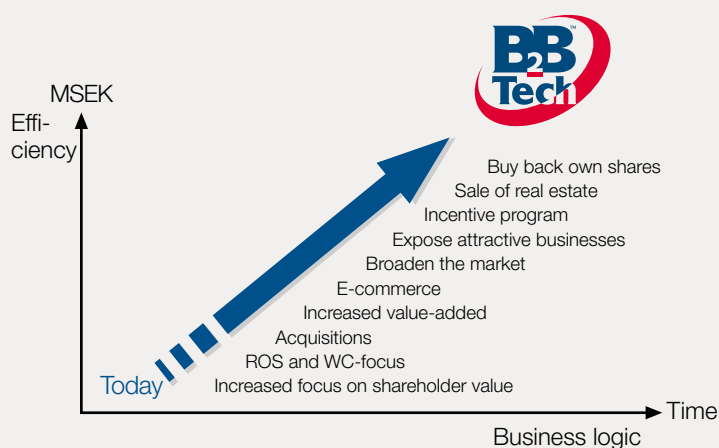 B2B
Tech
TM
MSEK
Effi-
ciency
Buy back own shares
Sale of real estate
Incentive program
Expose attractive businesses
Broaden the market
E-commerce
Increased value-added
Acquisitions
ROS and WC-focus
Today
Increased focus on shareholder value
Time
Business logic